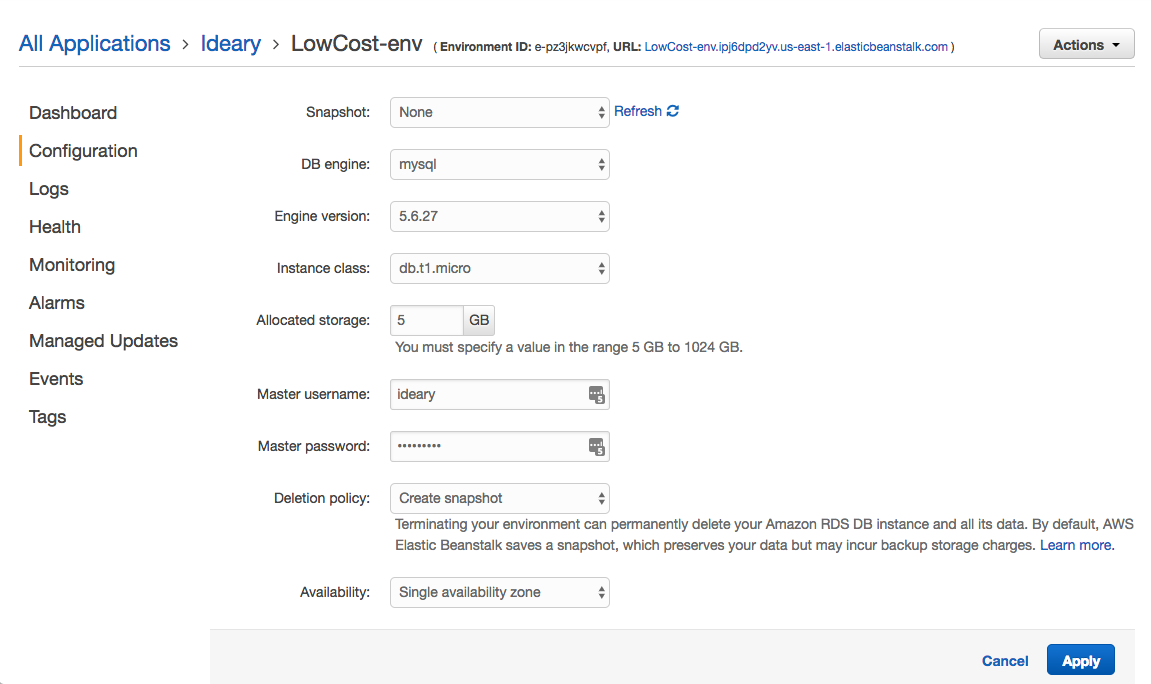 All Applications > Ideary > LowCost-env ( Environment ID: e-pz3jkwcvpf, URL: LowCost-env.ipj6dpd2yv.us-east-1.elasticbeanstalk.com )
Actions
Dashboard
Configuration
Logs
Health
Monitoring
Alarms
Managed Updates
Events
Tags
Snapshot: None Refresh
DB engine: mysql
Engine version: 5.6.27
Instance class: db.t1.micro
Allocated storage: 5 GB
You must specify a value in the range 5 GB to 1024 GB.
Master username: ideary
Master password: •••••••••
Deletion policy: Create snapshot
Terminating your environment can permanently delete your Amazon RDS DB instance and all its data. By default, AWS
Elastic Beanstalk saves a snapshot, which preserves your data but may incur backup storage charges. Learn more.
Availability: Single availability zone
Cancel
Apply